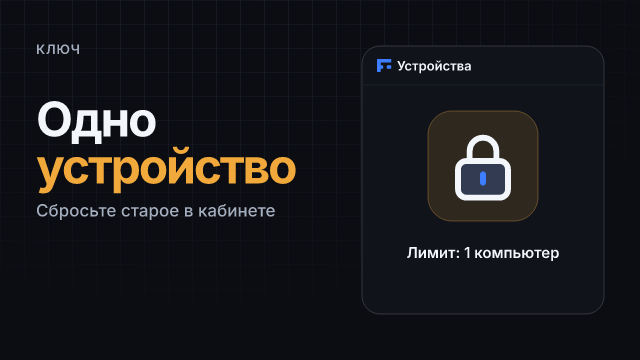 ключ
Одно
устройство
Сбросьте старое в кабинете
Устройства
Лимит: 1 компьютер